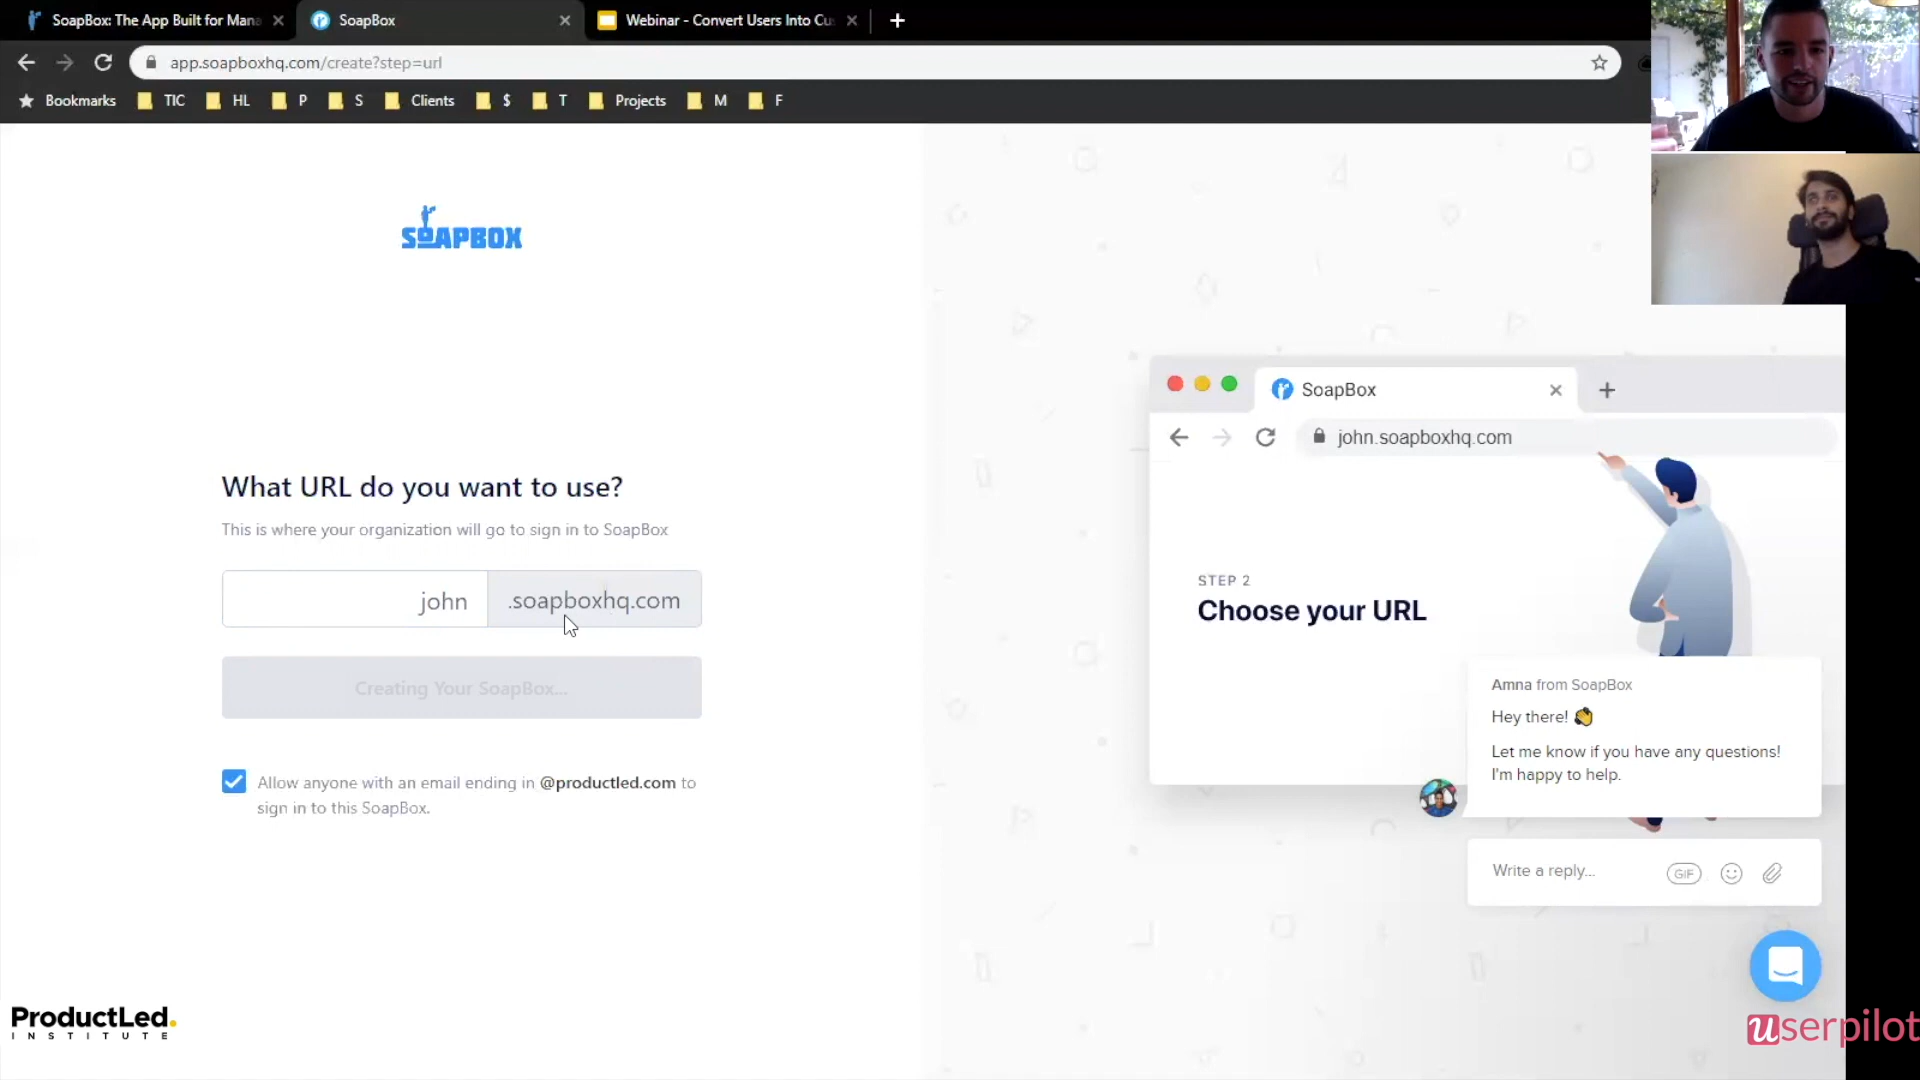 SoapBox: The App Built for Mana
SoapBox
Webinar - Convert Users Into Cu
app.soapboxhq.com/create?step=url
Bookmarks
TIC
HL
P
S
Clients
$
T
Projects
M
F
SOAPBOX
What URL do you want to use?
This is where your organization will go to sign in to SoapBox
john .soapboxhq.com
Creating Your SoapBox...
Allow anyone with an email ending in @productled.com to
sign in to this SoapBox.
SoapBox
john.soapboxhq.com
STEP 2
Choose your URL
Amna from SoapBox
Hey there!
Let me know if you have any questions!
I'm happy to help.
Write a reply...
GIF
ProductLed.
INSTITUTE
userpilot